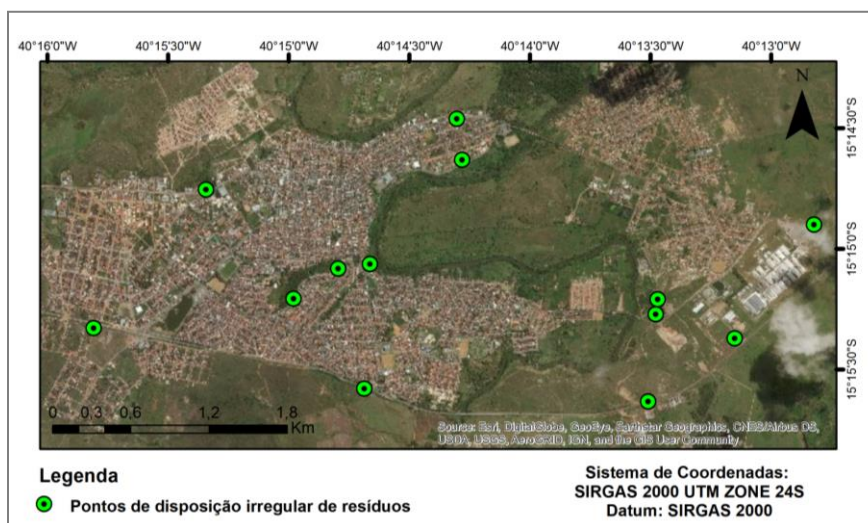 40°16'0"W 40°15'30"W 40°15'0"W 40°14'30"W 40°14'0"W 40°13'30"W 40°13'0"W
N
15°14'30"S
15°15'0"S
15°15'30"S
0 0,3 0,6 1,2 1,8
Km
Source: Esri, DigitalGlobe, GeoEye, Earthstar Geographics, CNES/Airbus DS,
USDA, USGS, AeroGRID, IGN, and the GIS User Community
Legenda
Pontos de disposição irregular de resíduos
Sistema de Coordenadas:
SIRGAS 2000 UTM ZONE 24S
Datum: SIRGAS 2000